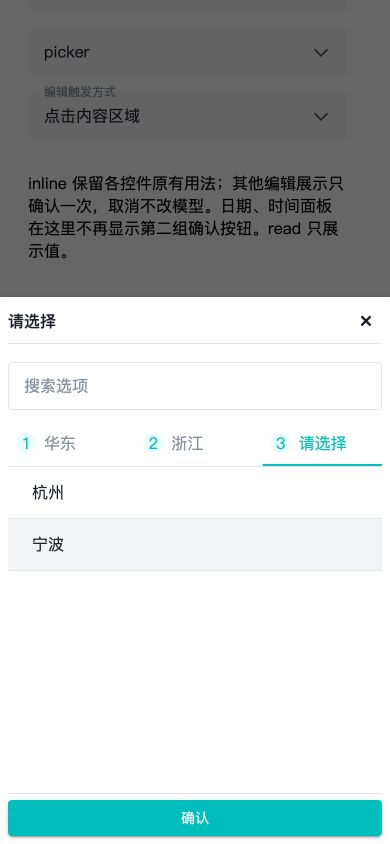 picker
编辑触发方式
点击内容区域
inline 保留各控件原有用法；其他编辑展示只
确认一次，取消不改模型。日期、时间面板
在这里不再显示第二组确认按钮。read 只展
示值。
请选择
搜索选项
1 华东 2 浙江 3 请选择
杭州
宁波
确认